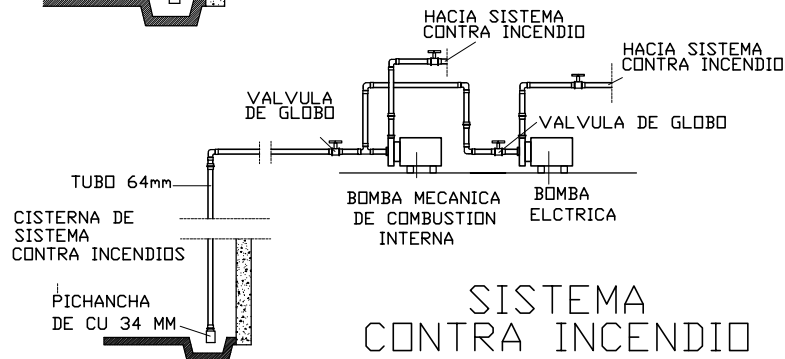 HACIA SISTEMA
CONTRA INCENDIO
HACIA SISTEMA
CONTRA INCENDIO
VALVULA
DE GLOBO
VALVULA DE GLOBO
TUBO 64mm
BOMBA MECANICA
DE COMBUSTION
INTERNA
BOMBA
ELCTRICA
CISTERNA DE
SISTEMA
CONTRA INCENDIOS
PICHANCHA
DE CU 34 MM
SISTEMA
CONTRA INCENDIO